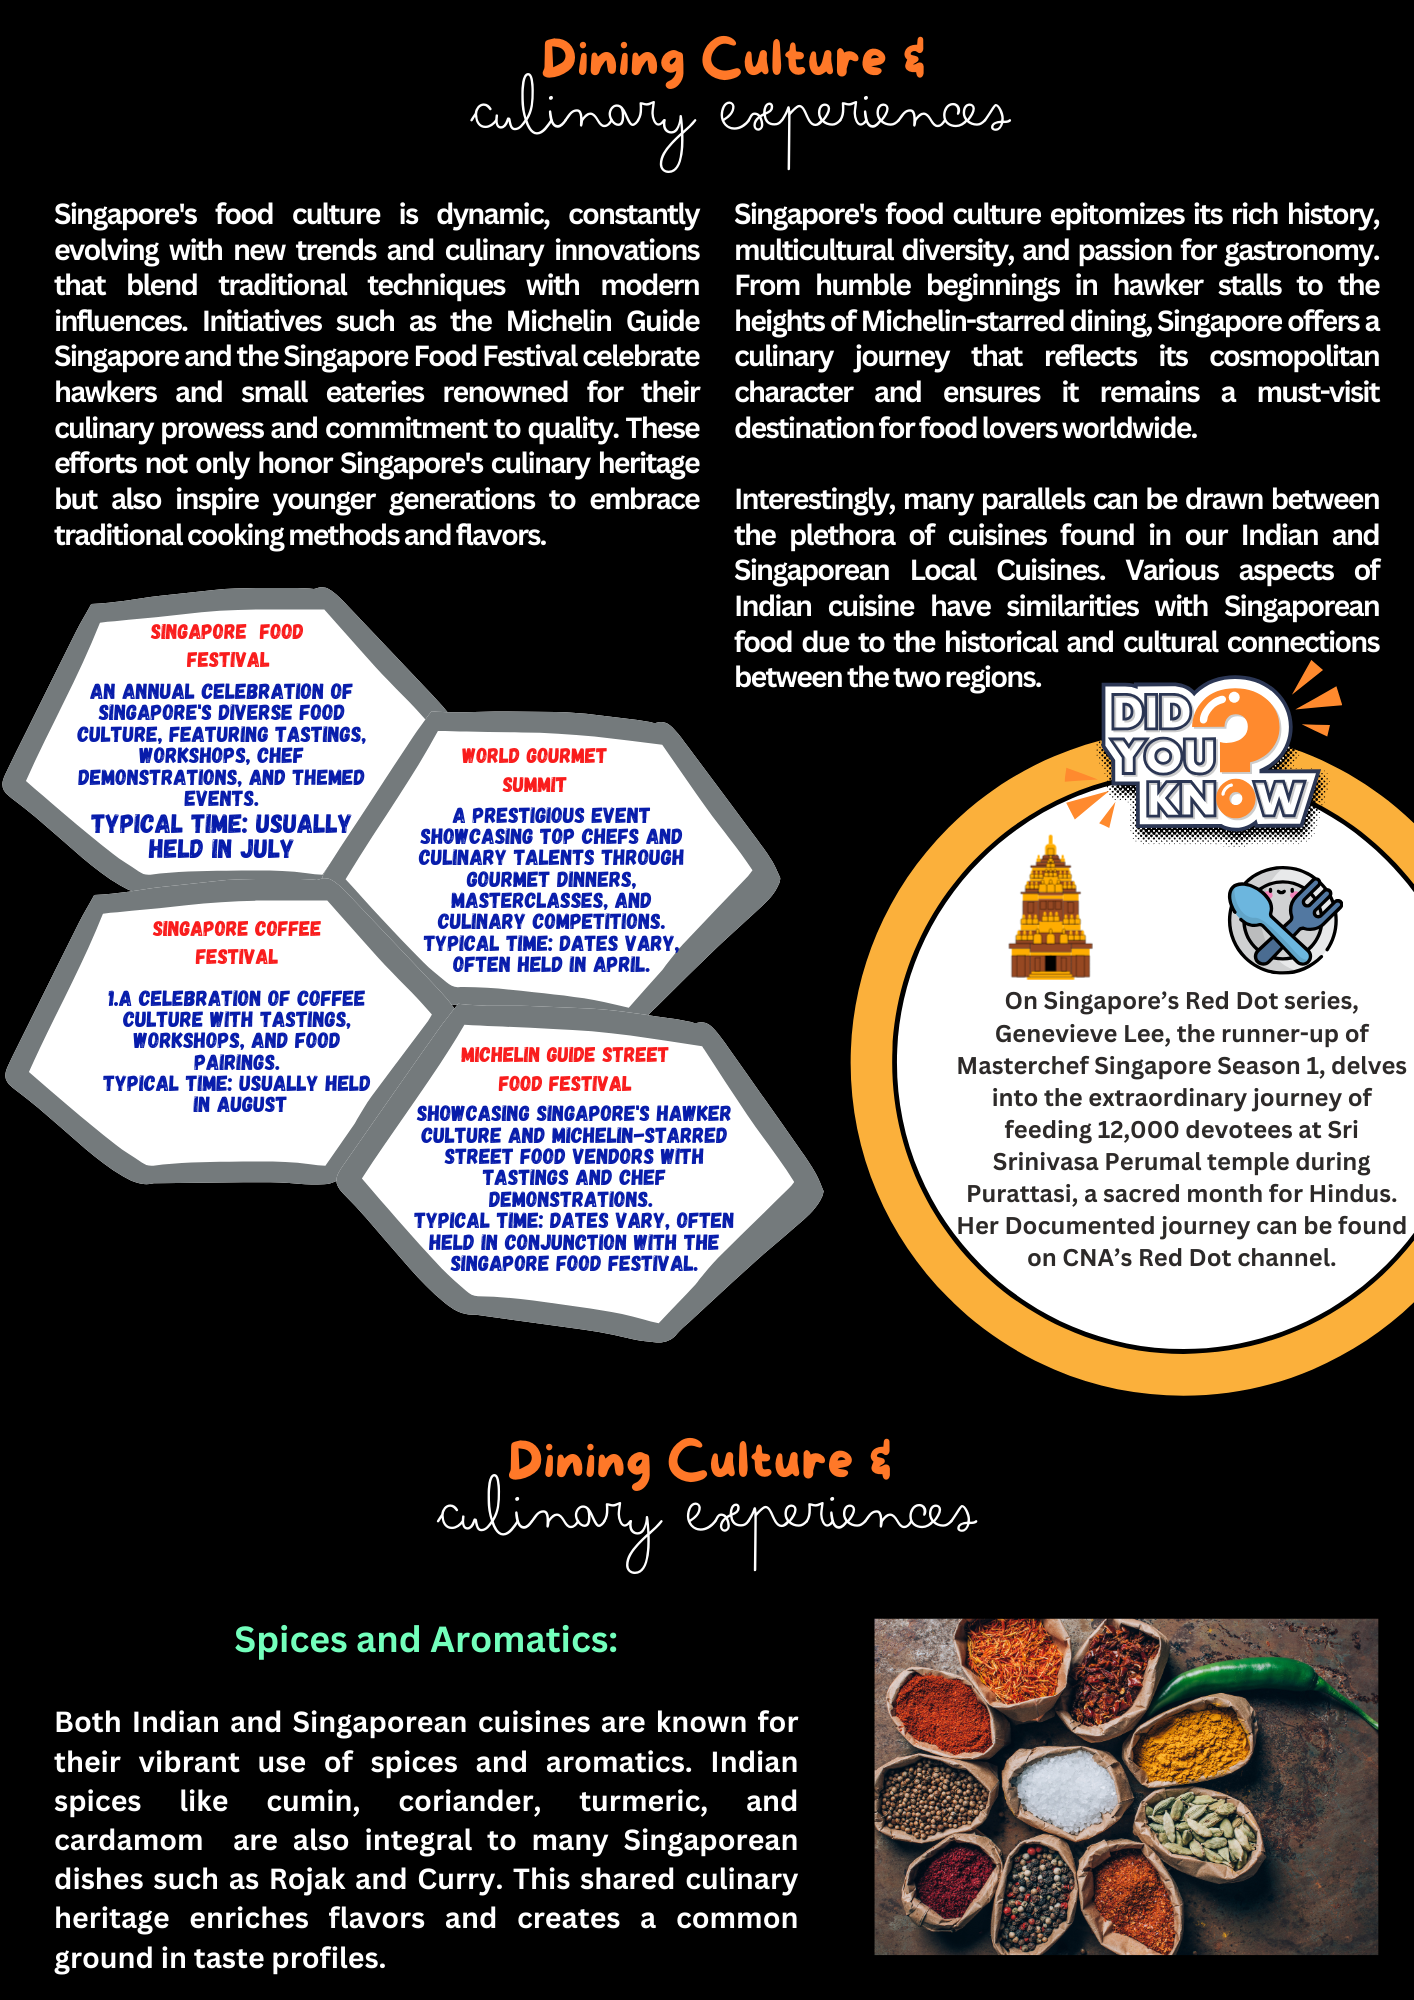 Dining Culture &
culinary experiences
Singapore's food culture is dynamic, constantly
evolving with new trends and culinary innovations
that blend traditional techniques with modern
influences. Initiatives such as the Michelin Guide
Singapore and the Singapore Food Festival celebrate
hawkers and small eateries renowned for their
culinary prowess and commitment to quality. These
efforts not only honor Singapore's culinary heritage
but also inspire younger generations to embrace
traditional cooking methods and flavors.
Singapore's food culture epitomizes its rich history,
multicultural diversity, and passion for gastronomy.
From humble beginnings in hawker stalls to the
heights of Michelin-starred dining, Singapore offers a
culinary journey that reflects its cosmopolitan
character and ensures it remains a must-visit
destination for food lovers worldwide.
Interestingly, many parallels can be drawn between
the plethora of cuisines found in our Indian and
Singaporean Local Cuisines. Various aspects of
Indian cuisine have similarities with Singaporean
food due to the historical and cultural connections
between the two regions.
SINGAPORE FOOD
FESTIVAL
AN ANNUAL CELEBRATION OF
SINGAPORE'S DIVERSE FOOD
CULTURE, FEATURING TASTINGS,
WORKSHOPS, CHEF
DEMONSTRATIONS, AND THEMED
EVENTS.
TYPICAL TIME: USUALLY
HELD IN JULY
WORLD GOURMET
SUMMIT
A PRESTIGIOUS EVENT
SHOWCASING TOP CHEFS AND
CULINARY TALENTS THROUGH
GOURMET DINNERS,
MASTERCLASSES, AND
CULINARY COMPETITIONS.
TYPICAL TIME: DATES VARY,
OFTEN HELD IN APRIL.
SINGAPORE COFFEE
FESTIVAL
1.A CELEBRATION OF COFFEE
CULTURE WITH TASTINGS,
WORKSHOPS, AND FOOD
PAIRINGS.
TYPICAL TIME: USUALLY HELD
IN AUGUST
MICHELIN GUIDE STREET
FOOD FESTIVAL
SHOWCASING SINGAPORE'S HAWKER
CULTURE AND MICHELIN-STARRED
STREET FOOD VENDORS WITH
TASTINGS AND CHEF
DEMONSTRATIONS.
TYPICAL TIME: DATES VARY, OFTEN
HELD IN CONJUNCTION WITH THE
SINGAPORE FOOD FESTIVAL.
DID
YOU
KNOW?
On Singapore’s Red Dot series,
Genevieve Lee, the runner-up of
Masterchef Singapore Season 1, delves
into the extraordinary journey of
feeding 12,000 devotees at Sri
Srinivasa Perumal temple during
Purattasi, a sacred month for Hindus.
Her Documented journey can be found
on CNA’s Red Dot channel.
Dining Culture &
culinary experiences
Spices and Aromatics:
Both Indian and Singaporean cuisines are known for
their vibrant use of spices and aromatics. Indian
spices like cumin, coriander, turmeric, and
cardamom are also integral to many Singaporean
dishes such as Rojak and Curry. This shared culinary
heritage enriches flavors and creates a common
ground in taste profiles.